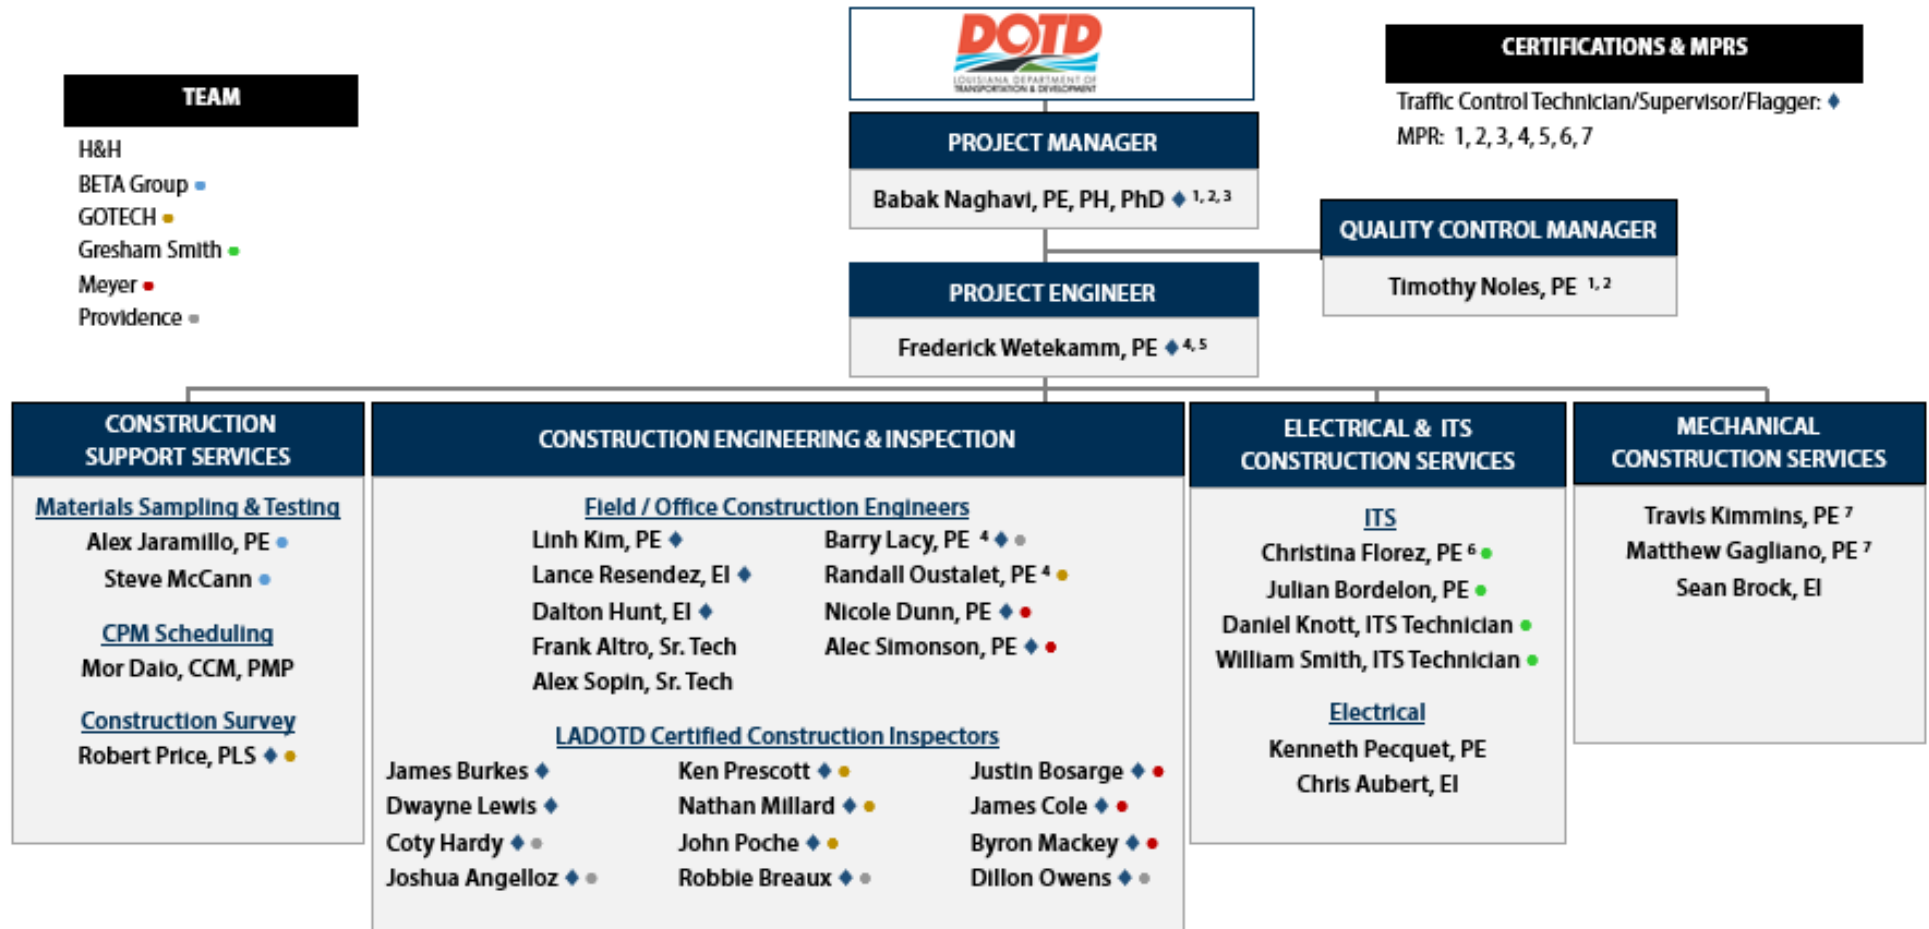 DOTD
LOUISIANA DEPARTMENT OF
TRANSPORTATION & DEVELOPMENT
CERTIFICATIONS & MPRS
Traffic Control Technician/Supervisor/Flagger: ♦
MPR: 1, 2, 3, 4, 5, 6, 7
TEAM
H&H
BETA Group •
GOTECH •
Gresham Smith •
Meyer •
Providence •
PROJECT MANAGER
Babak Naghavi, PE, PH, PhD ♦ 1, 2, 3
QUALITY CONTROL MANAGER
Timothy Noles, PE 1, 2
PROJECT ENGINEER
Frederick Wetekamm, PE ♦ 4, 5
CONSTRUCTION
SUPPORT SERVICES
Materials Sampling & Testing
Alex Jaramillo, PE •
Steve McCann •
CPM Scheduling
Mor Daio, CCM, PMP
Construction Survey
Robert Price, PLS ♦ •
CONSTRUCTION ENGINEERING & INSPECTION
Field / Office Construction Engineers
Linh Kim, PE ♦
Lance Resendez, EI ♦
Dalton Hunt, EI ♦
Frank Altro, Sr. Tech
Alex Sopin, Sr. Tech
Barry Lacy, PE 4 ♦ •
Randall Oustalet, PE 4 •
Nicole Dunn, PE ♦ •
Alec Simonson, PE ♦ •
LADOTD Certified Construction Inspectors
James Burkes ♦
Dwayne Lewis ♦
Coty Hardy ♦ •
Joshua Angelloz ♦ •
Ken Prescott ♦ •
Nathan Millard ♦ •
John Poche ♦ •
Robbie Breaux ♦ •
Justin Bosarge ♦ •
James Cole ♦ •
Byron Mackey ♦ •
Dillon Owens ♦ •
ELECTRICAL & ITS
CONSTRUCTION SERVICES
ITS
Christina Florez, PE 6 •
Julian Bordelon, PE •
Daniel Knott, ITS Technician •
William Smith, ITS Technician •
Electrical
Kenneth Pecquet, PE
Chris Aubert, EI
MECHANICAL
CONSTRUCTION SERVICES
Travis Kimmins, PE 7
Matthew Gagliano, PE 7
Sean Brock, EI